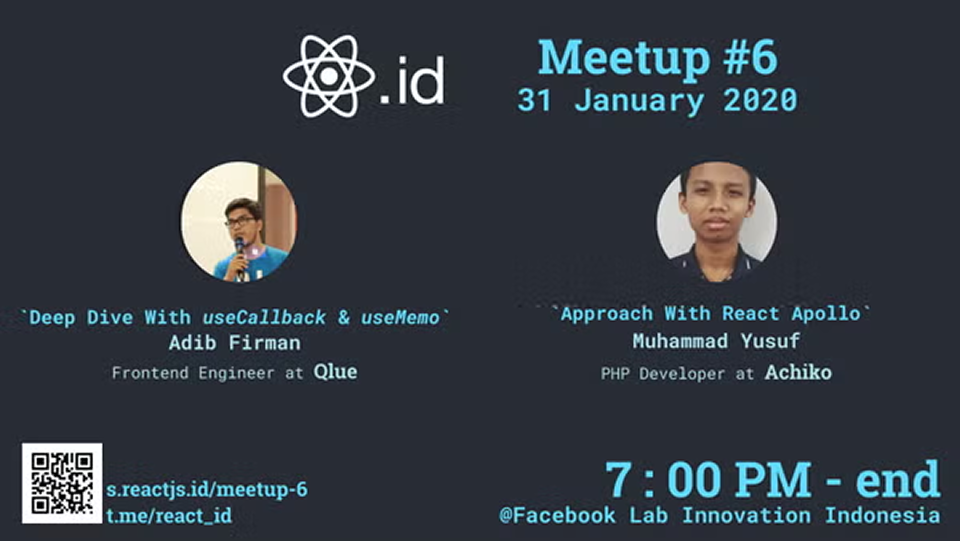 .id
Meetup #6
31 January 2020
`Deep Dive With useCallback & useMemo`
Adib Firman
Frontend Engineer at Qlue
`Approach With React Apollo`
Muhammad Yusuf
PHP Developer at Achiko
s.reactjs.id/meetup-6
t.me/react_id
7:00 PM - end
@Facebook Lab Innovation Indonesia